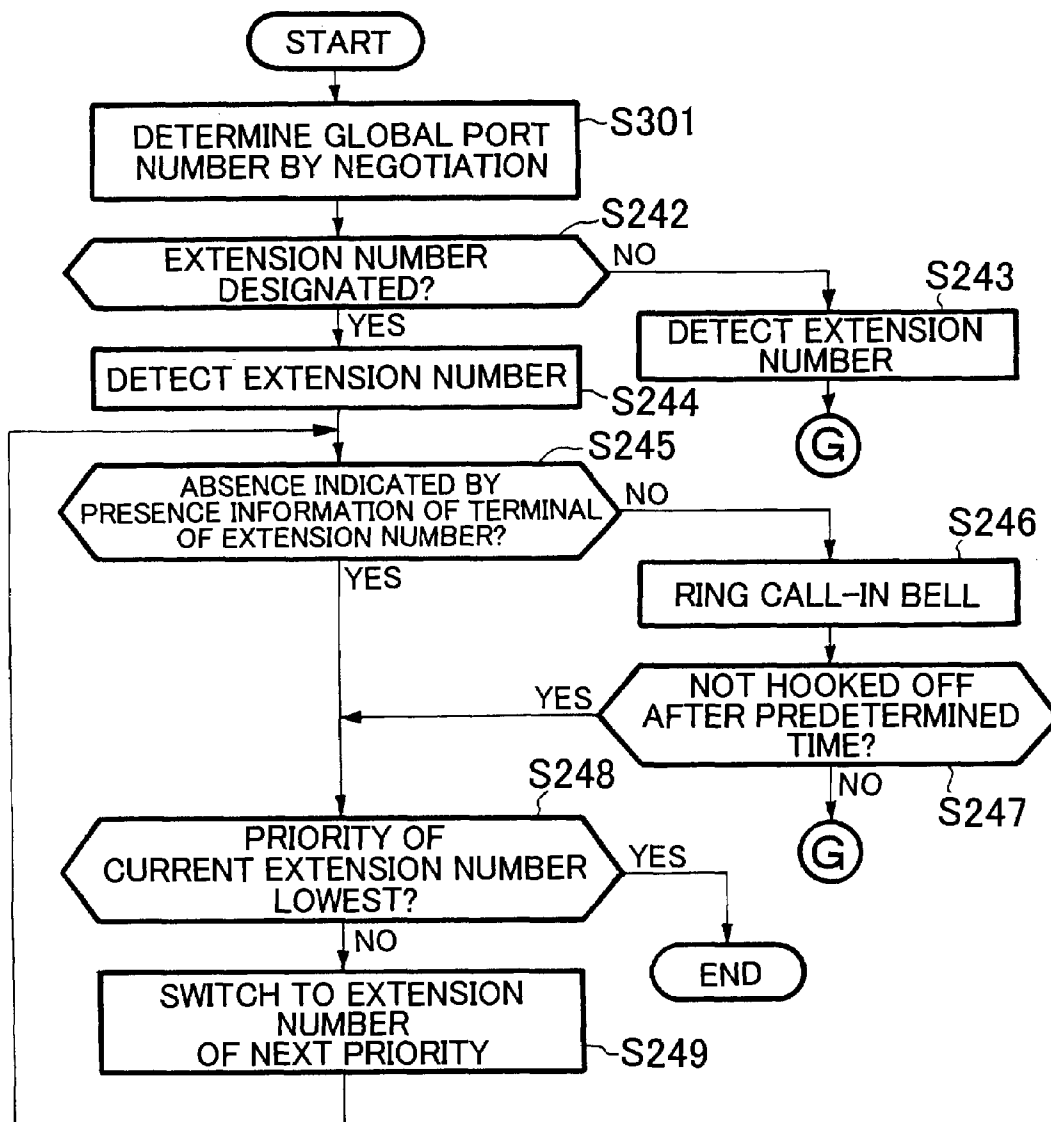 START
DETERMINE GLOBAL PORT
NUMBER BY NEGOTIATION
S301
S242
EXTENSION NUMBER
DESIGNATED?
NO
YES
S243
DETECT EXTENSION
NUMBER
G
DETECT EXTENSION NUMBER
S244
S245
ABSENCE INDICATED BY
PRESENCE INFORMATION OF TERMINAL
OF EXTENSION NUMBER?
NO
YES
S246
RING CALL-IN BELL
NOT HOOKED OFF
AFTER PREDETERMINED
TIME?
YES
NO
S247
G
S248
PRIORITY OF
CURRENT EXTENSION NUMBER
LOWEST?
YES
NO
END
SWITCH TO EXTENSION
NUMBER
OF NEXT PRIORITY
S249